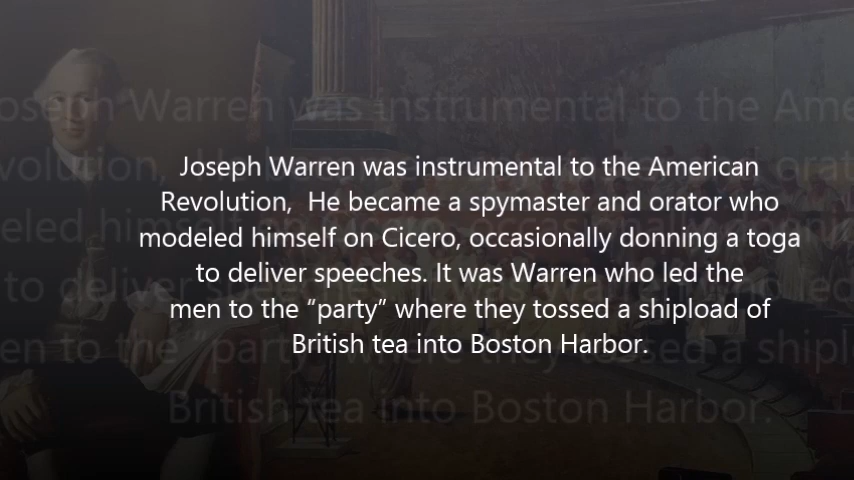 Joseph Warren was instrumental to the American
Revolution,  He became a spymaster and orator who
modeled himself on Cicero, occasionally donning a toga
to deliver speeches. It was Warren who led the
men to the “party” where they tossed a shipload of
British tea into Boston Harbor.